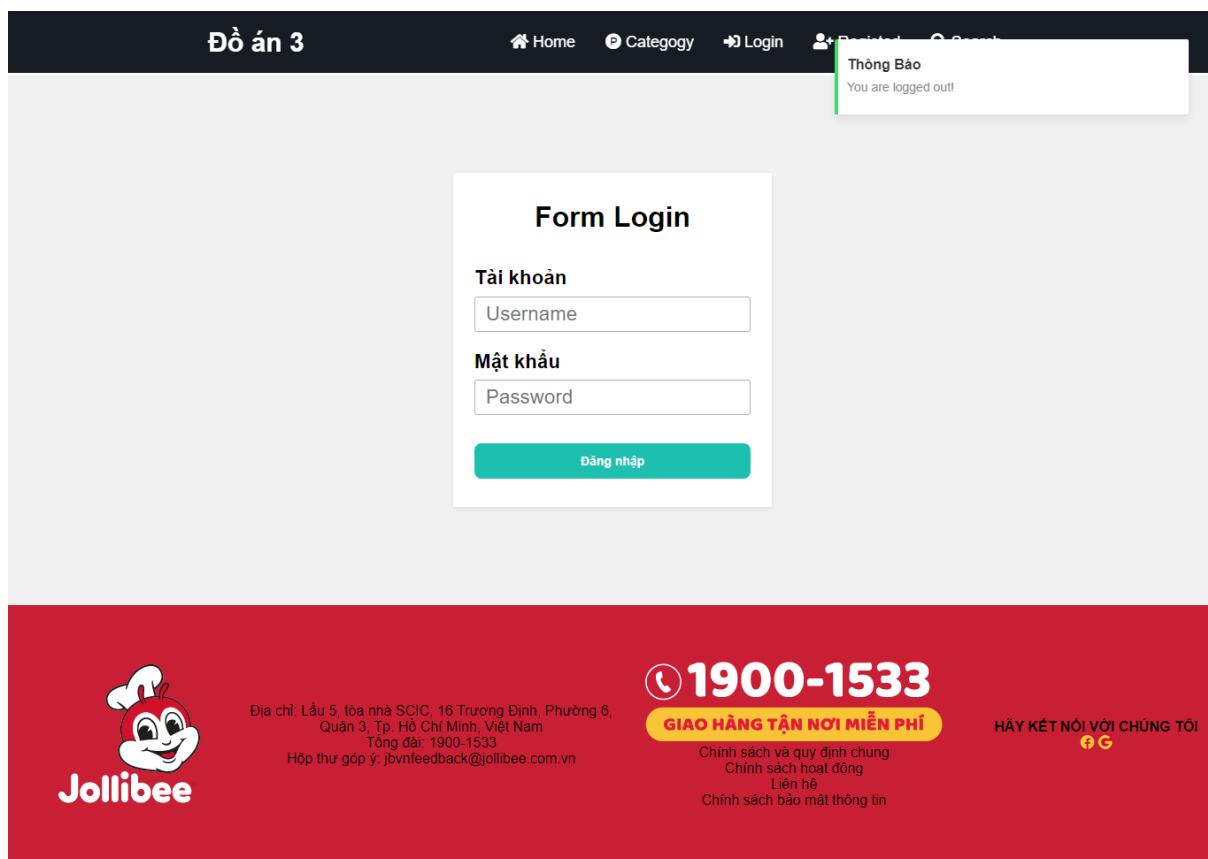 Đồ án 3
Home
Categogy
Login
Thông Báo
You are logged out!
Form Login
Tài khoản
Username
Mật khẩu
Password
Đăng nhập
Jollibee
Địa chỉ: Lầu 5, tòa nhà SCIC, 16 Trương Định, Phường 6,
Quận 3, Tp. Hồ Chí Minh, Việt Nam
Tổng đài: 1900-1533
Hộp thư góp ý: jbvnfeedback@jollibee.com.vn
1900-1533
GIAO HÀNG TẬN NƠI MIỄN PHÍ
Chính sách và quy định chung
Chính sách hoạt động
Liên hệ
Chính sách bảo mật thông tin
HÃY KẾT NỐI VỚI CHÚNG TÔI